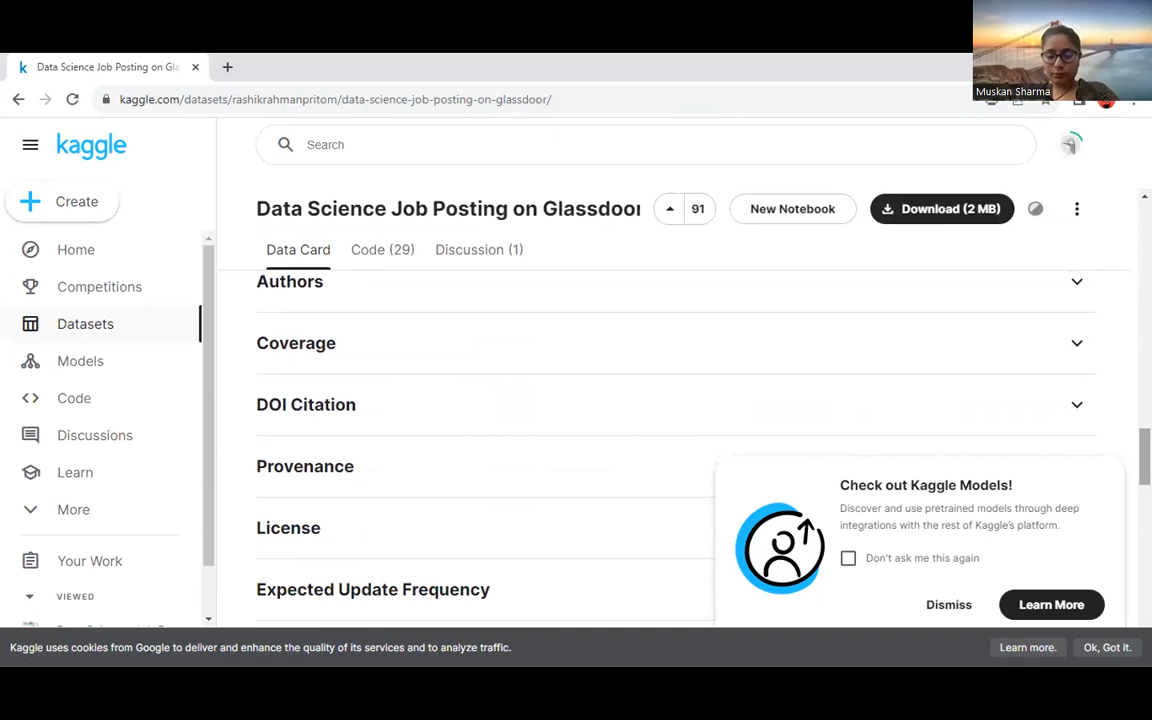 Data Science Job Posting on Gla
kaggle.com/datasets/rashikrahmanpritom/data-science-job-posting-on-glassdoor/
Muskan Sharma
kaggle
Search
Create
Data Science Job Posting on Glassdoor
91
New Notebook
Download (2 MB)
Data Card
Code (29)
Discussion (1)
Home
Competitions
Datasets
Models
Code
Discussions
Learn
More
Your Work
VIEWED
Authors
Coverage
DOI Citation
Provenance
License
Expected Update Frequency
Check out Kaggle Models!
Discover and use pretrained models through deep
integrations with the rest of Kaggle's platform.
Don't ask me this again
Dismiss
Learn More
Kaggle uses cookies from Google to deliver and enhance the quality of its services and to analyze traffic.
Learn more.
Ok, Got it.